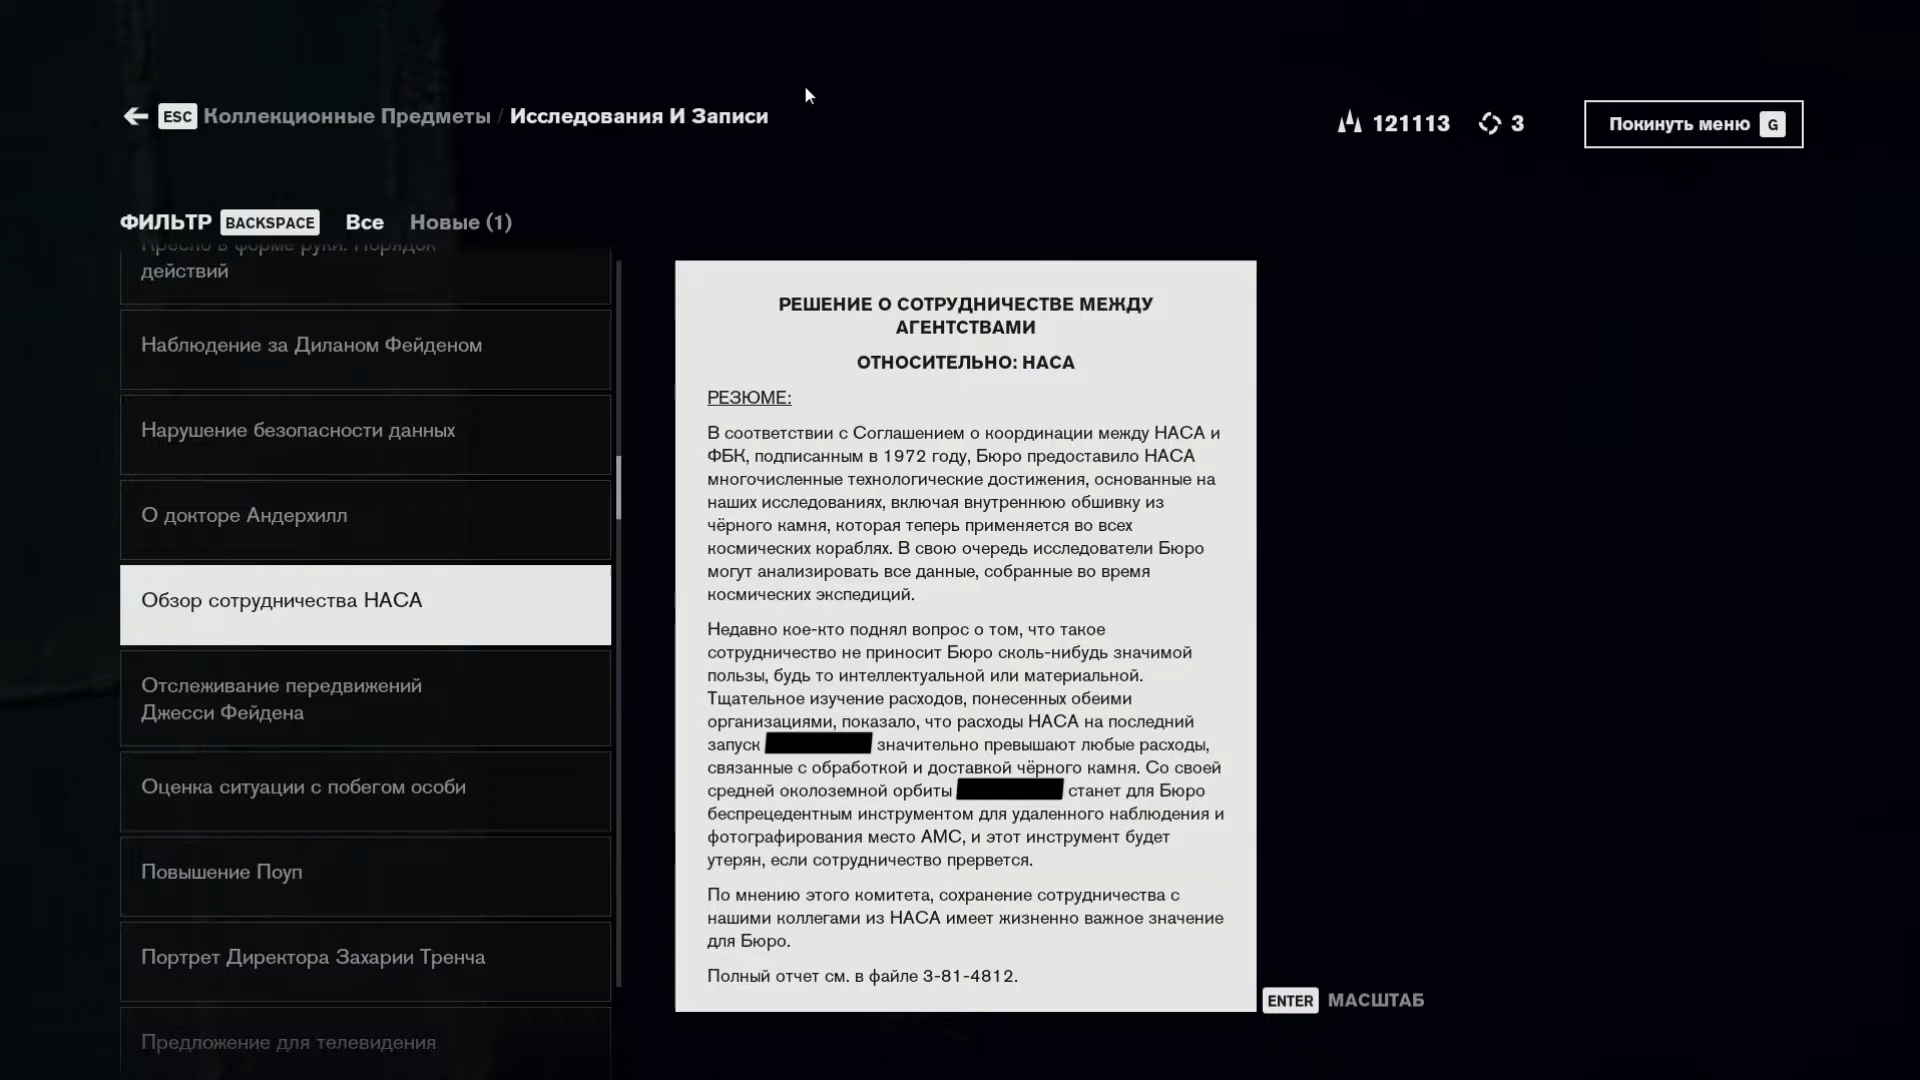 ESC Коллекционные Предметы / Исследования И Записи
121113 3
Покинуть меню G
ФИЛЬТР BACKSPACE Все Новые (1)
Кресло в форме руки. Порядок
действий
Наблюдение за Диланом Фейденом
Нарушение безопасности данных
О докторе Андерхилл
Обзор сотрудничества НАСА
Отслеживание передвижений
Джесси Фейдена
Оценка ситуации с побегом особи
Повышение Поуп
Портрет Директора Захарии Тренча
Предложение для телевидения
РЕШЕНИЕ О СОТРУДНИЧЕСТВЕ МЕЖДУ
АГЕНТСТВАМИ
ОТНОСИТЕЛЬНО: НАСА
РЕЗЮМЕ:
В соответствии с Соглашением о координации между НАСА и
ФБК, подписанным в 1972 году, Бюро предоставило НАСА
многочисленные технологические достижения, основанные на
наших исследованиях, включая внутреннюю обшивку из
чёрного камня, которая теперь применяется во всех
космических кораблях. В свою очередь исследователи Бюро
могут анализировать все данные, собранные во время
космических экспедиций.
Недавно кое-кто поднял вопрос о том, что такое
сотрудничество не приносит Бюро сколь-нибудь значимой
пользы, будь то интеллектуальной или материальной.
Тщательное изучение расходов, понесенных обеими
организациями, показало, что расходы НАСА на последний
запуск значительно превышают любые расходы,
связанные с обработкой и доставкой чёрного камня. Со своей
средней околоземной орбиты станет для Бюро
беспрецедентным инструментом для удаленного наблюдения и
фотографирования место АМС, и этот инструмент будет
утерян, если сотрудничество прервется.
По мнению этого комитета, сохранение сотрудничества с
нашими коллегами из НАСА имеет жизненно важное значение
для Бюро.
Полный отчет см. в файле 3-81-4812.
ENTER МАСШТАБ